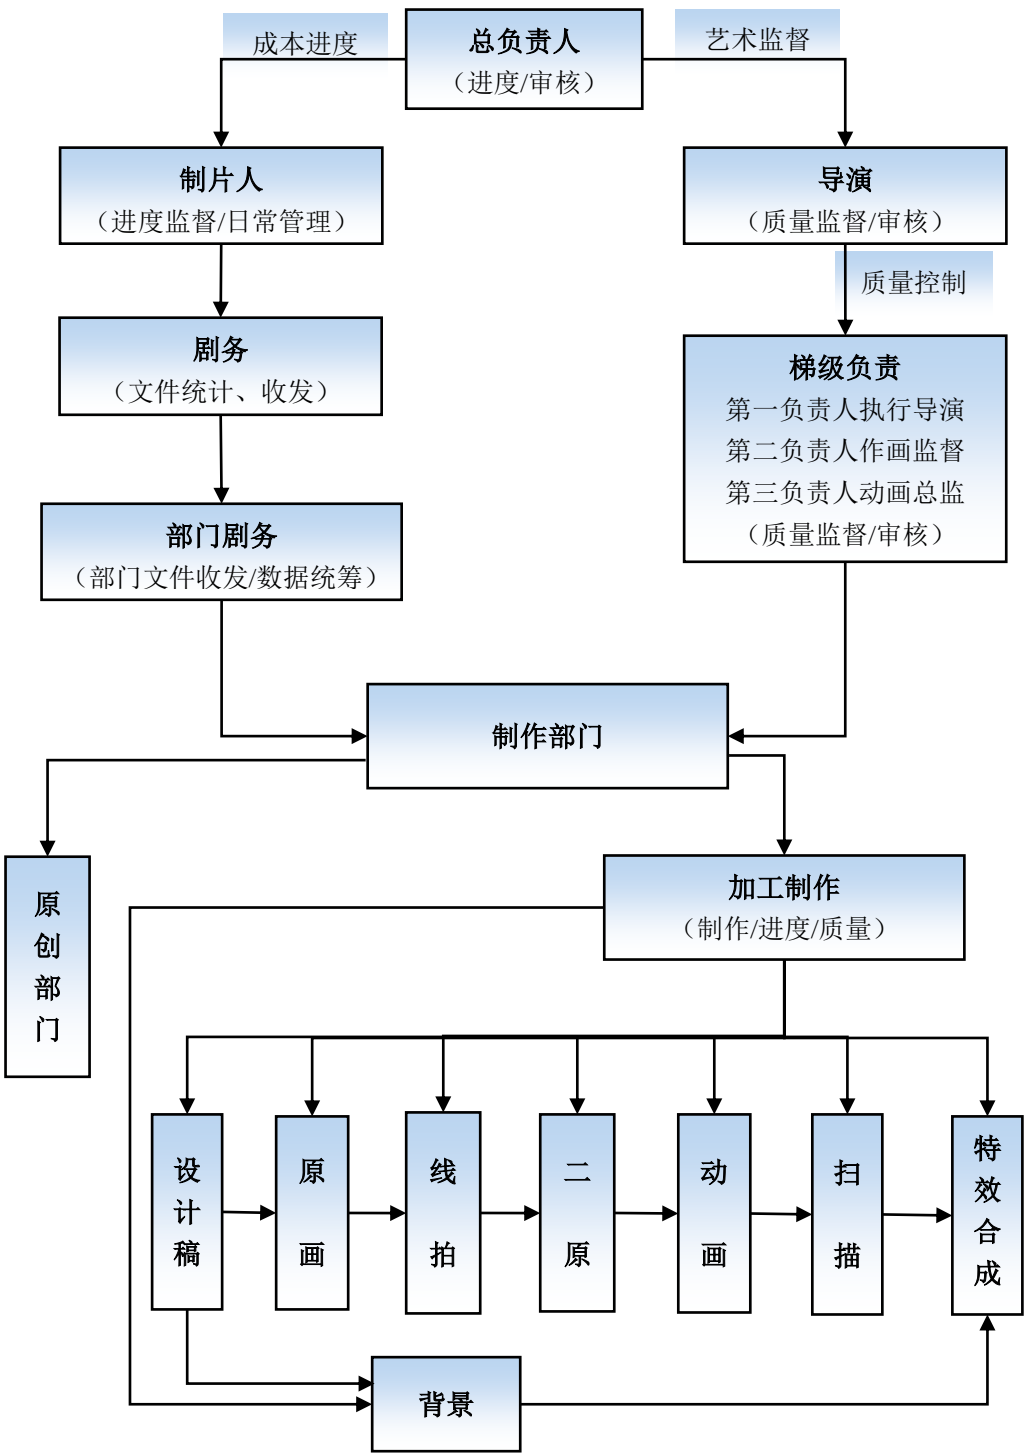 成本进度
总负责人
（进度/审核）
艺术监督
制片人
（进度监督/日常管理）
导演
（质量监督/审核）
质量控制
剧务
（文件统计、收发）
梯级负责
第一负责人执行导演
第二负责人作画监督
第三负责人动画总监
（质量监督/审核）
部门剧务
（部门文件收发/数据统筹）
制作部门
原创部门
加工制作
（制作/进度/质量）
设计稿
原画
线拍
二原
动画
扫描
特效合成
背景